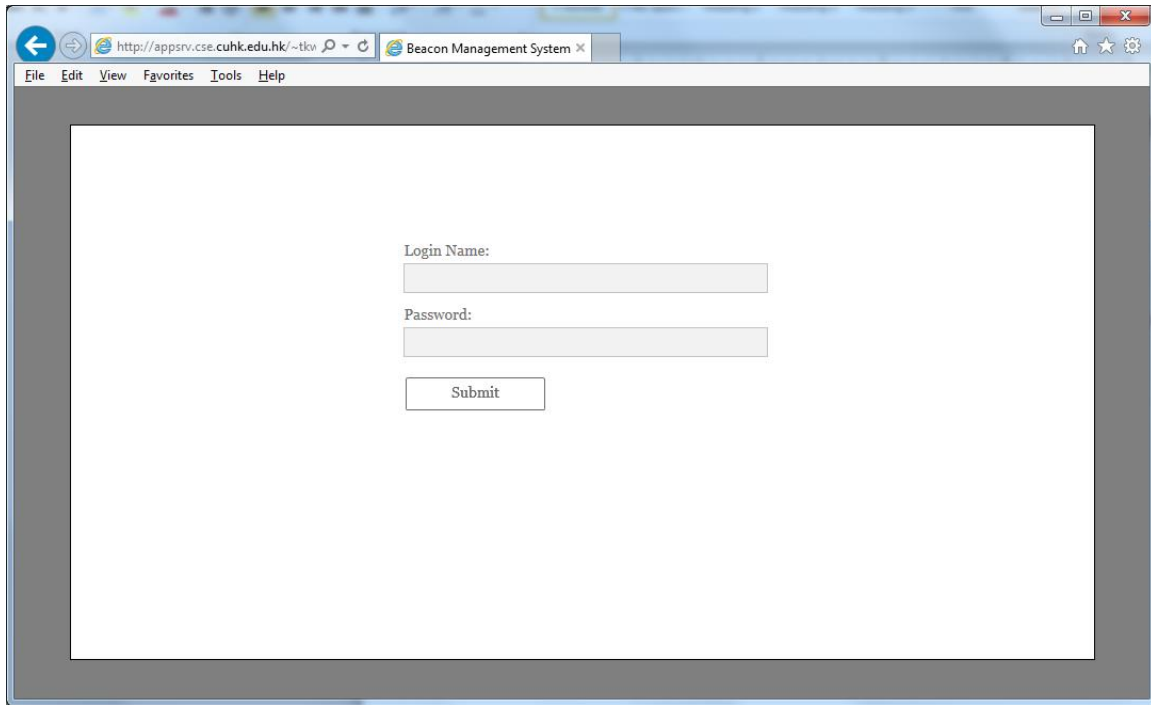 http://appsrv.cse.cuhk.edu.hk/~tkw
Beacon Management System
File Edit View Favorites Tools Help
Login Name:
Password:
Submit